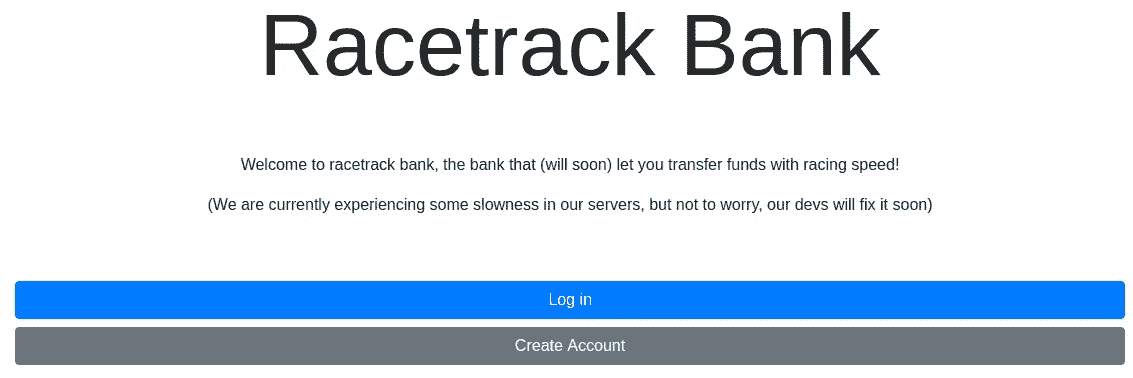 Racetrack Bank
Welcome to racetrack bank, the bank that (will soon) let you transfer funds with racing speed!
(We are currently experiencing some slowness in our servers, but not to worry, our devs will fix it soon)
Log in
Create Account